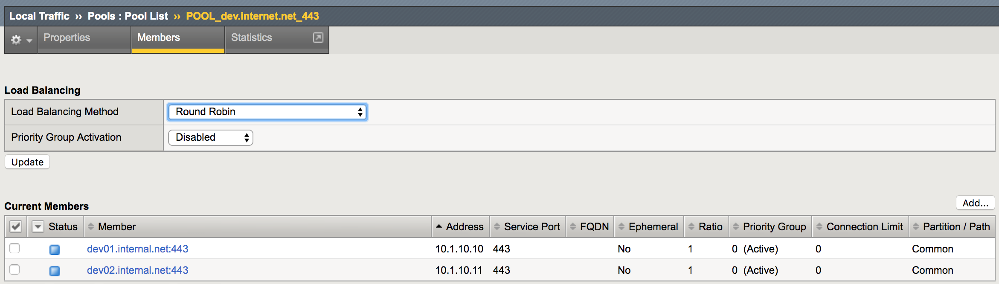 Local Traffic ›› Pools : Pool List ›› POOL_dev.internet.net_443
Properties Members Statistics
Load Balancing
Load Balancing Method Round Robin
Priority Group Activation Disabled
Update
Add...
Current Members
Status Member Address Service Port FQDN Ephemeral Ratio Priority Group Connection Limit Partition / Path
dev01.internal.net:443 10.1.10.10 443 No 1 0 (Active) 0 Common
dev02.internal.net:443 10.1.10.11 443 No 1 0 (Active) 0 Common